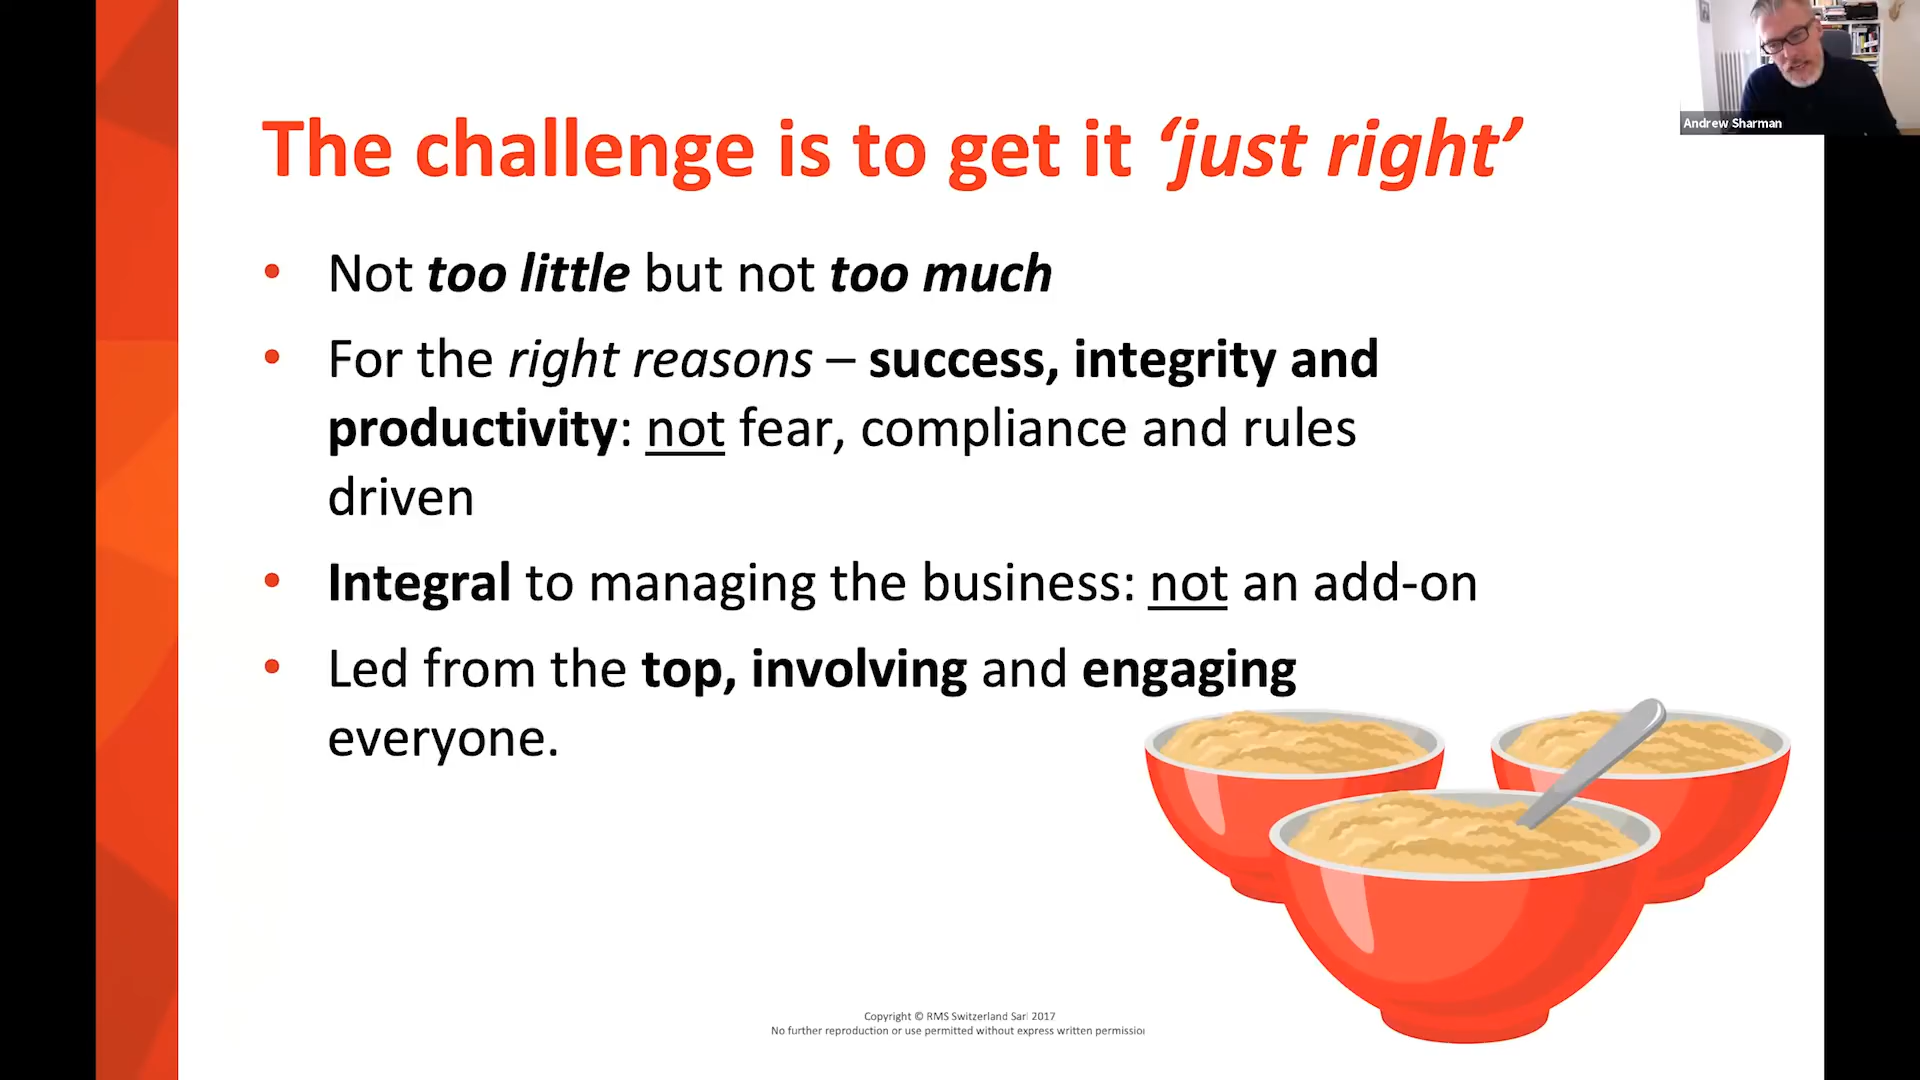 The challenge is to get it ‘just right’
Andrew Sharman
• Not too little but not too much
• For the right reasons – success, integrity and
productivity: not fear, compliance and rules
driven
• Integral to managing the business: not an add-on
• Led from the top, involving and engaging
everyone.
Copyright © RMS Switzerland Sarl 2017
No further reproduction or use permitted without express written